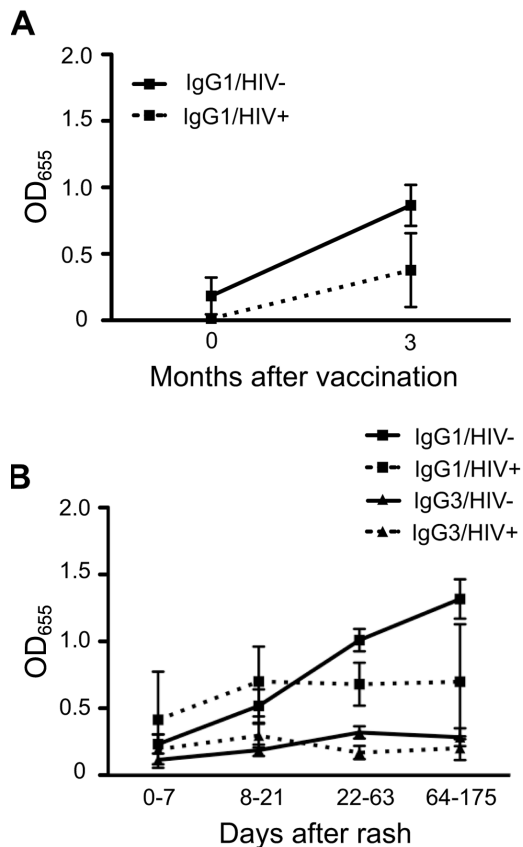 A
2.0
IgG1/HIV-
1.5
IgG1/HIV+
OD655
1.0
0.5
0
0
3
Months after vaccination
IgG1/HIV-
IgG1/HIV+
B
IgG3/HIV-
IgG3/HIV+
2.0
1.5
OD655
1.0
0.5
0
0-7
8-21
22-63
64-175
Days after rash